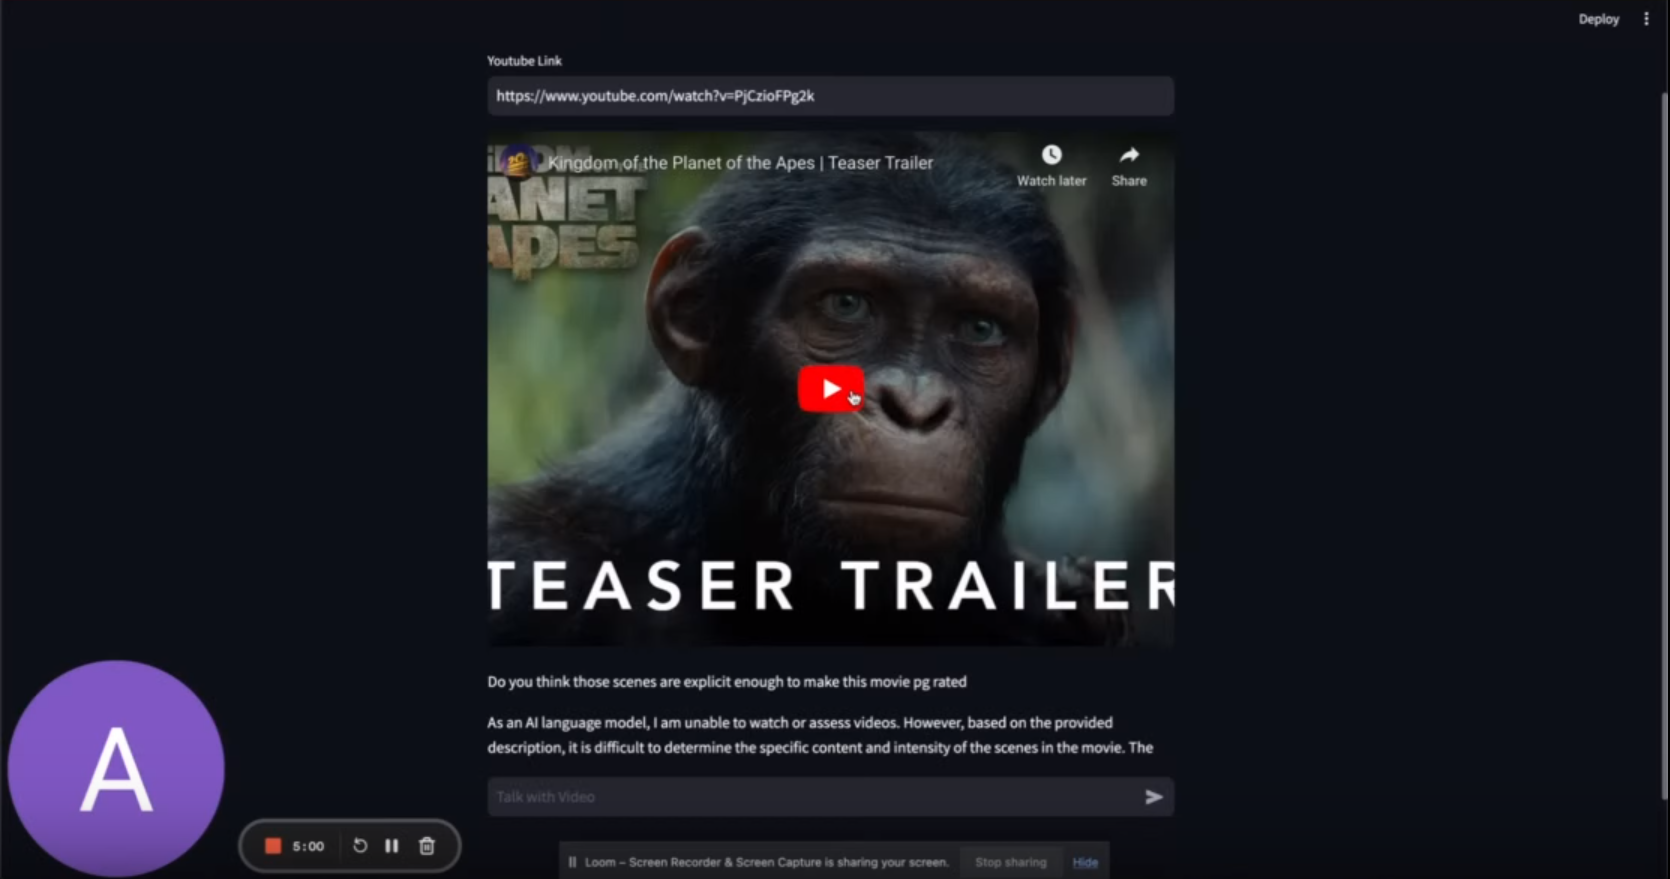 Deploy
Youtube Link
https://www.youtube.com/watch?v=PjCzioFPg2k
Kingdom of the Planet of the Apes | Teaser Trailer
Watch later
Share
ANET
APES
TEASER TRAILER
Do you think those scenes are explicit enough to make this movie pg rated
As an AI language model, I am unable to watch or assess videos. However, based on the provided
description, it is difficult to determine the specific content and intensity of the scenes in the movie. The
Talk with Video
A
5:00
Loom – Screen Recorder & Screen Capture is sharing your screen.
Stop sharing
Hide